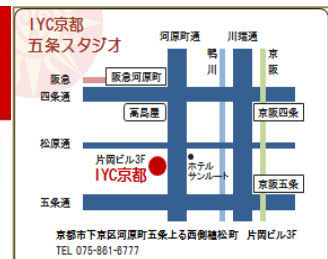 IYC京都
五条スタジオ
河原町通
川端通
鴨川
京阪
阪急
阪急河原町
四条通
高島屋
京阪四条
松原通
片岡ビル3F
IYC京都
ホテル
サンルート
京阪五条
五条通
京都市下京区河原町五条上る西側植松町 片岡ビル3F
TEL 075-861-6777